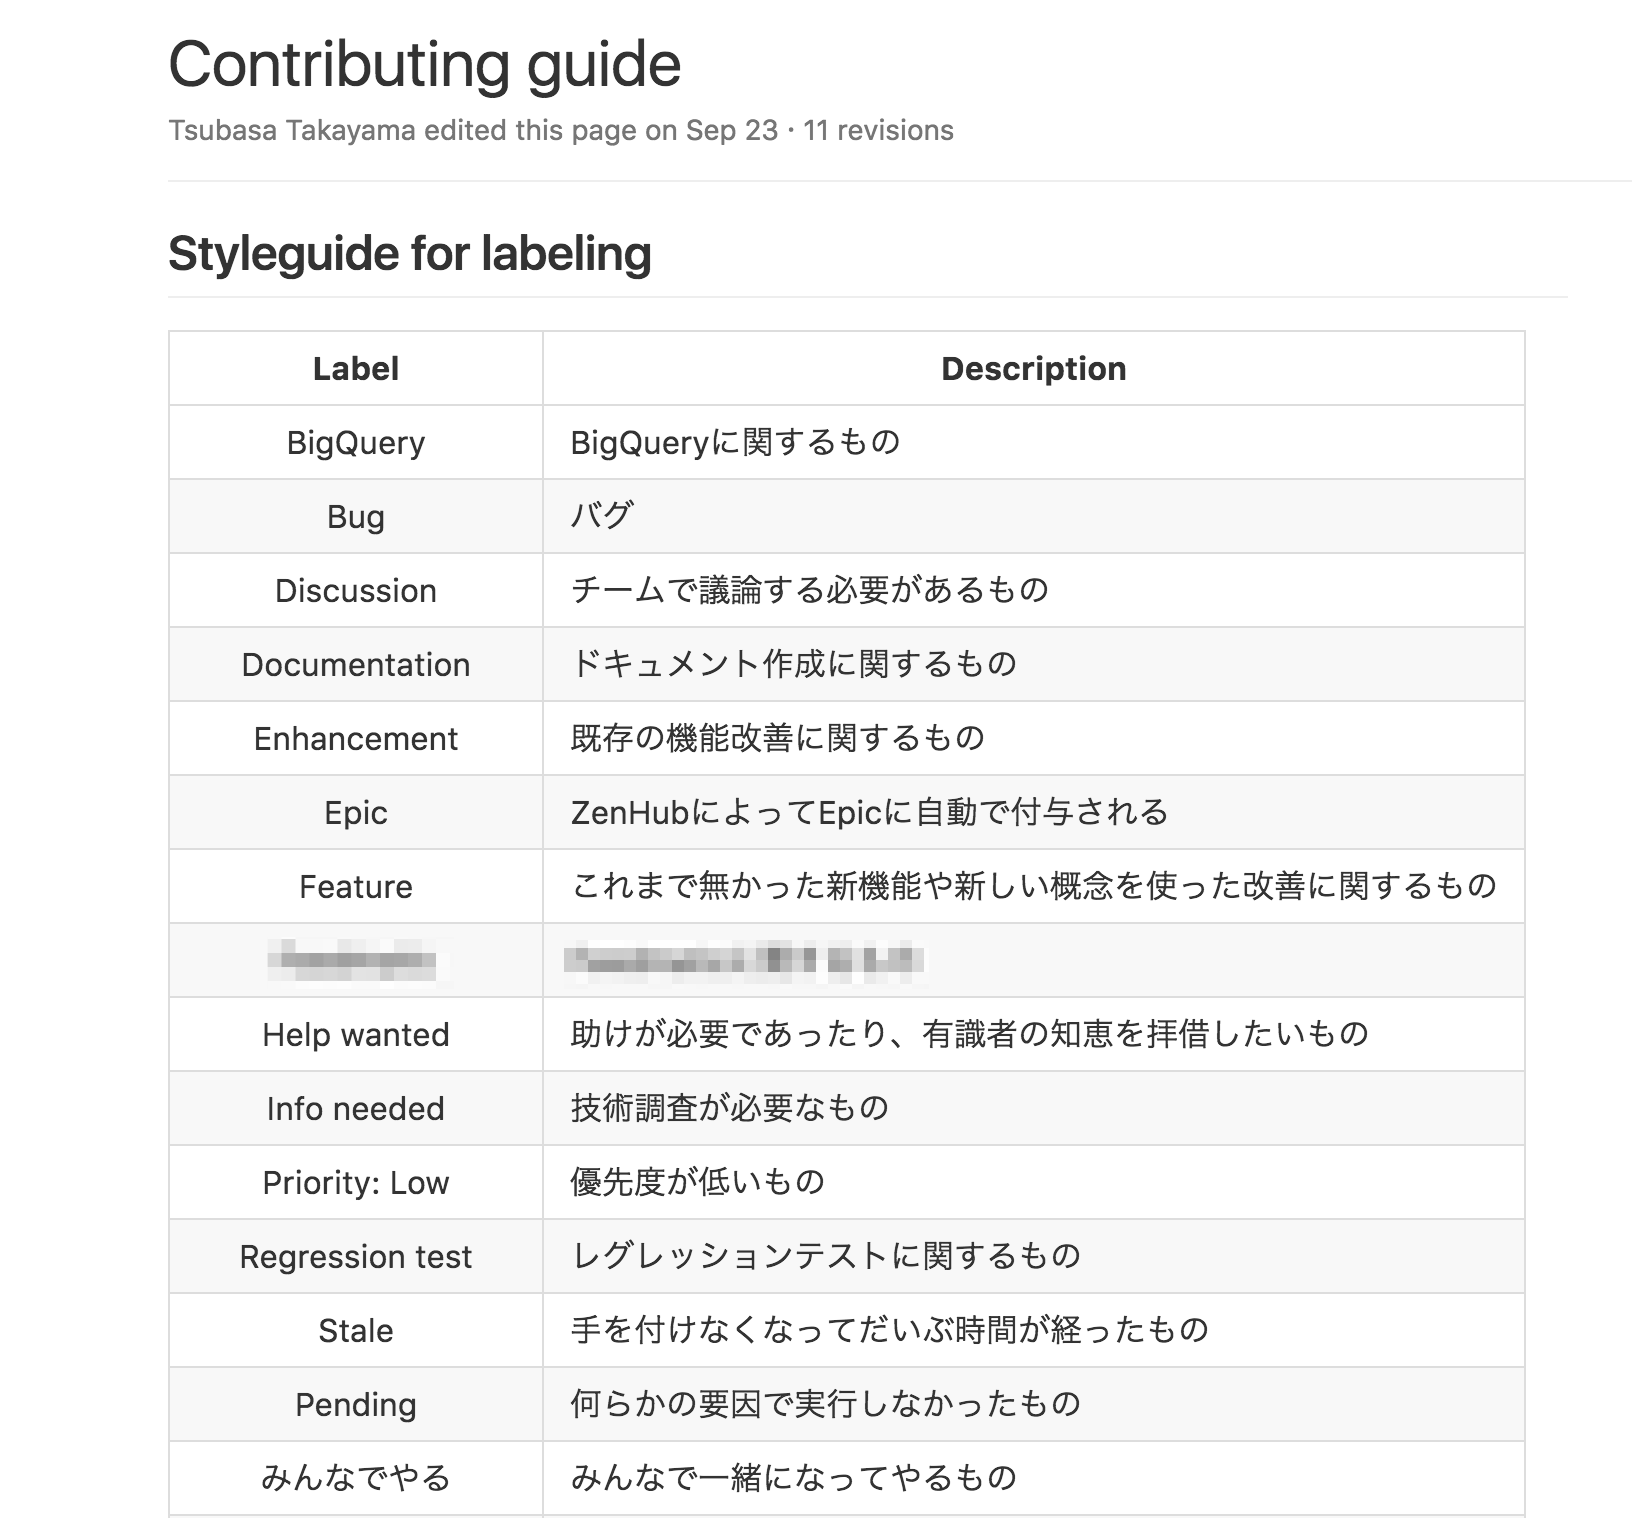 Contributing guide
Tsubasa Takayama edited this page on Sep 23 · 11 revisions
Styleguide for labeling
Label Description
BigQuery BigQueryに関するもの
Bug バグ
Discussion チームで議論する必要があるもの
Documentation ドキュメント作成に関するもの
Enhancement 既存の機能改善に関するもの
Epic ZenHubによってEpicに自動で付与される
Feature これまで無かった新機能や新しい概念を使った改善に関するもの
Help wanted 助けが必要であったり、有識者の知恵を拝借したいもの
Info needed 技術調査が必要なもの
Priority: Low 優先度が低いもの
Regression test レグレッションテストに関するもの
Stale 手を付けなくなってだいぶ時間が経ったもの
Pending 何らかの要因で実行しなかったもの
みんなでやる みんなで一緒になってやるもの